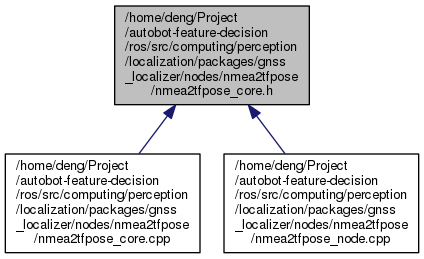 /home/deng/Project
/autobot-feature-decision
/ros/src/computing/perception
/localization/packages/gnss
_localizer/nodes/nmea2tfpose
/nmea2tfpose_core.h
/home/deng/Project
/autobot-feature-decision
/ros/src/computing/perception
/localization/packages/gnss
_localizer/nodes/nmea2tfpose
/nmea2tfpose_core.cpp
/home/deng/Project
/autobot-feature-decision
/ros/src/computing/perception
/localization/packages/gnss
_localizer/nodes/nmea2tfpose
/nmea2tfpose_node.cpp